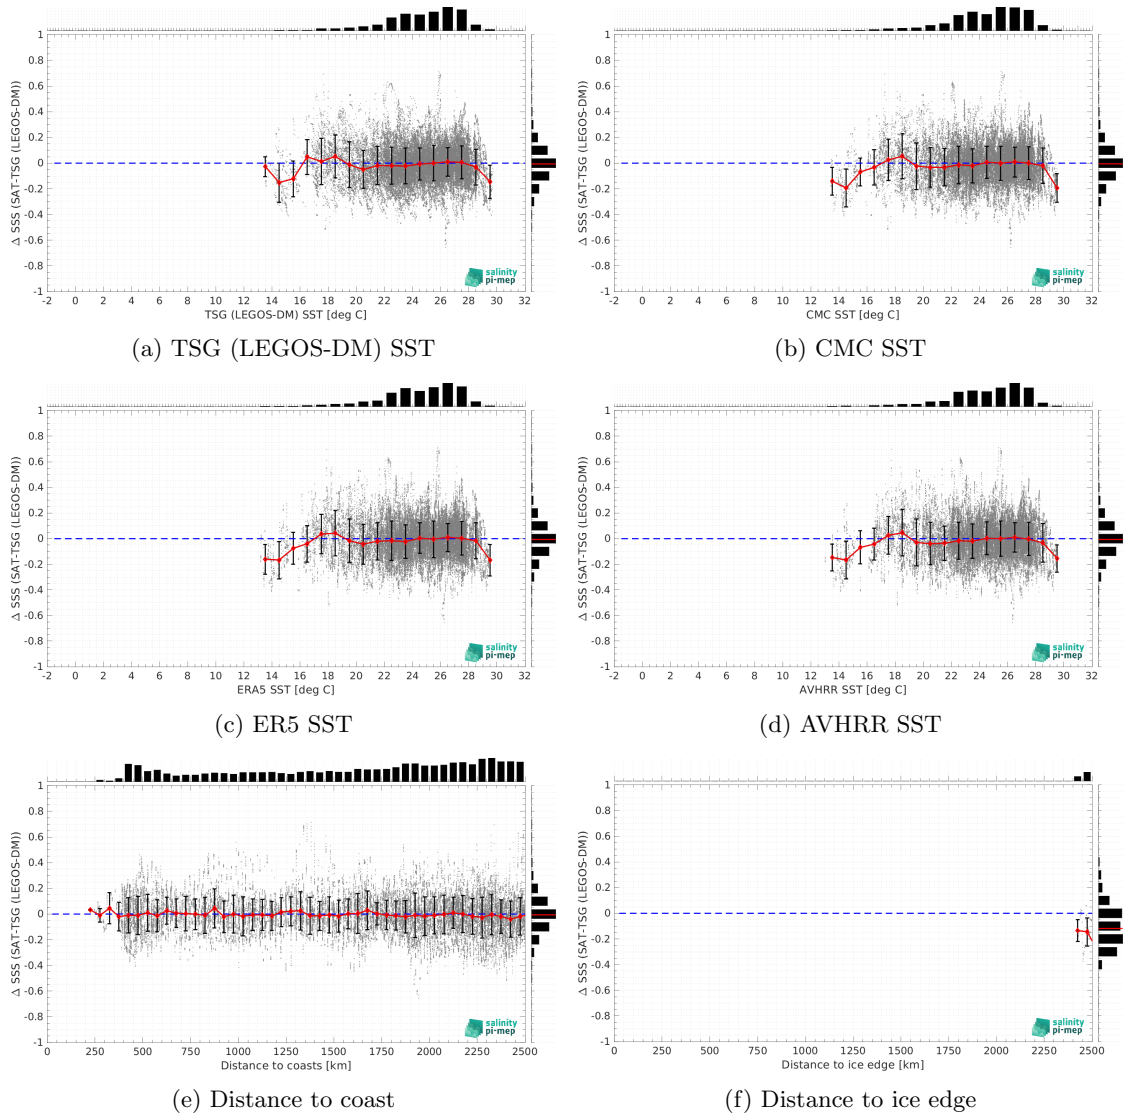 1
0.8
0.6
0.4
0.2
0
-0.2
-0.4
-0.6
-0.8
-1
Δ SSS (SAT-TSG (LEGOS-DM))
salinity
pi-mep
-2 0 2 4 6 8 10 12 14 16 18 20 22 24 26 28 30 32
TSG (LEGOS-DM) SST [deg C]
(a) TSG (LEGOS-DM) SST
1
0.8
0.6
0.4
0.2
0
-0.2
-0.4
-0.6
-0.8
-1
Δ SSS (SAT-TSG (LEGOS-DM))
salinity
pi-mep
-2 0 2 4 6 8 10 12 14 16 18 20 22 24 26 28 30 32
CMC SST [deg C]
(b) CMC SST
1
0.8
0.6
0.4
0.2
0
-0.2
-0.4
-0.6
-0.8
-1
Δ SSS (SAT-TSG (LEGOS-DM))
salinity
pi-mep
-2 0 2 4 6 8 10 12 14 16 18 20 22 24 26 28 30 32
ERA5 SST [deg C]
(c) ER5 SST
1
0.8
0.6
0.4
0.2
0
-0.2
-0.4
-0.6
-0.8
-1
Δ SSS (SAT-TSG (LEGOS-DM))
salinity
pi-mep
-2 0 2 4 6 8 10 12 14 16 18 20 22 24 26 28 30 32
AVHRR SST [deg C]
(d) AVHRR SST
1
0.8
0.6
0.4
0.2
0
-0.2
-0.4
-0.6
-0.8
-1
Δ SSS (SAT-TSG (LEGOS-DM))
salinity
pi-mep
0 250 500 750 1000 1250 1500 1750 2000 2250 2500
Distance to coasts [km]
(e) Distance to coast
1
0.8
0.6
0.4
0.2
0
-0.2
-0.4
-0.6
-0.8
-1
Δ SSS (SAT-TSG (LEGOS-DM))
salinity
pi-mep
0 250 500 750 1000 1250 1500 1750 2000 2250 2500
Distance to ice edge [km]
(f) Distance to ice edge